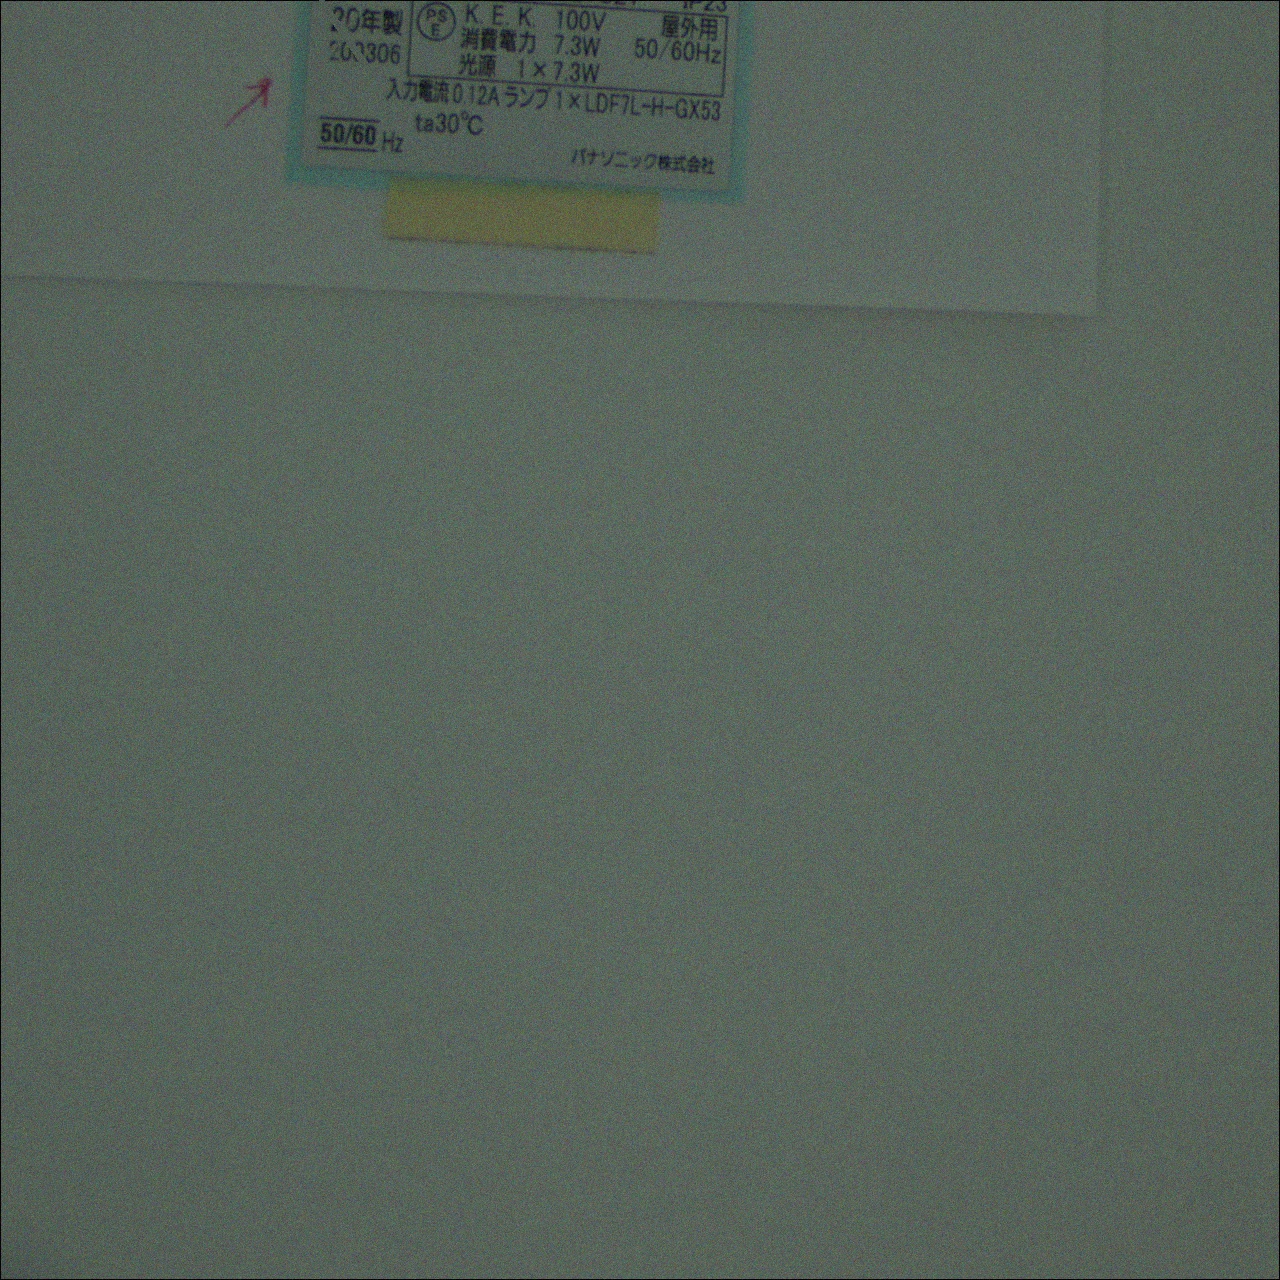 IP23
20年製 PSE K. E. K. 100V 屋外用
消費電力 7.3W 50/60Hz
306
光源 1×7.3W
入力電流0.12A ランプ1×LDF7L-H-GX53
50/60 Hz ta30℃
パナソニック株式会社